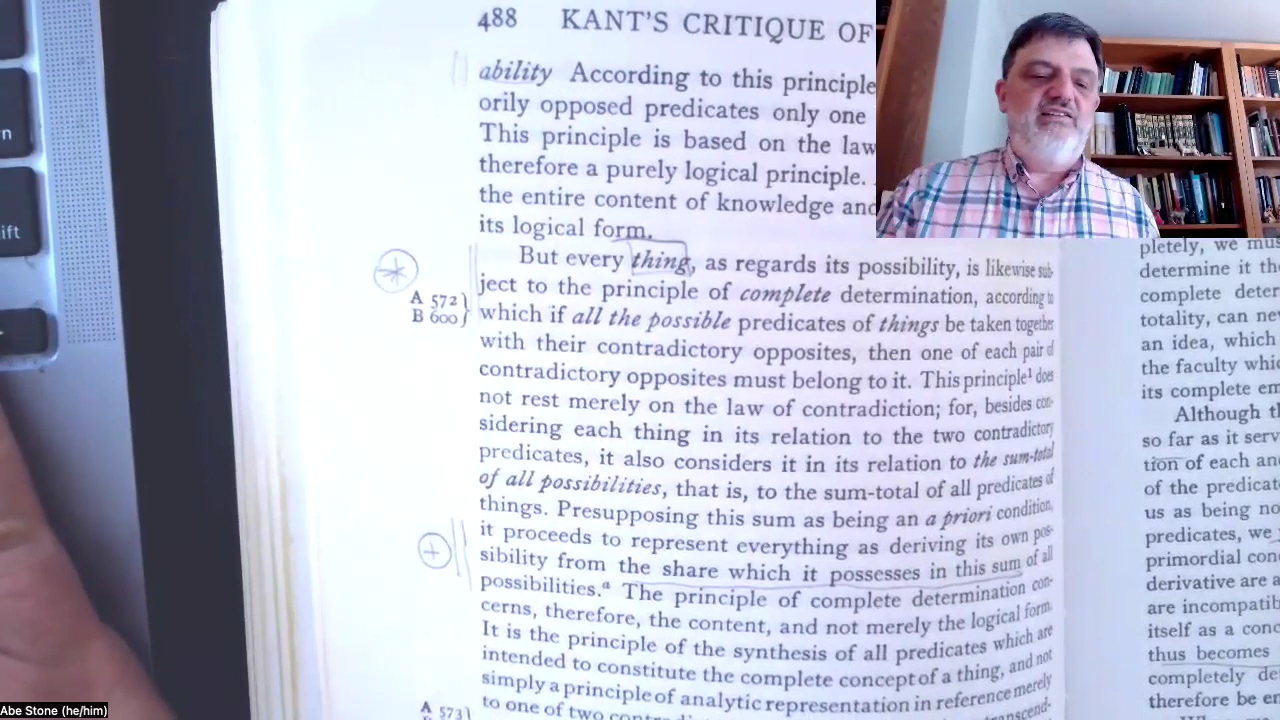 488 KANT'S CRITIQUE OF
ability According to this principle
orily opposed predicates only one
This principle is based on the law
therefore a purely logical principle.
the entire content of knowledge and
its logical form.
But every thing, as regards its possibility, is likewise sub-
ject to the principle of complete determination, according to
A 572
B 600
which if all the possible predicates of things be taken together
with their contradictory opposites, then one of each pair of
contradictory opposites must belong to it. This principle¹ does
not rest merely on the law of contradiction; for, besides con-
sidering each thing in its relation to the two contradictory
predicates, it also considers it in its relation to the sum-total
of all possibilities, that is, to the sum-total of all predicates of
things. Presupposing this sum as being an a priori condition,
it proceeds to represent everything as deriving its own pos-
sibility from the share which it possesses in this sum of all
possibilities.ª The principle of complete determination con-
cerns, therefore, the content, and not merely the logical form.
It is the principle of the synthesis of all predicates which are
intended to constitute the complete concept of a thing, and not
simply a principle of analytic representation in reference merely
A 573
to one of two
transcend-
pletely, we
determine it
complete deter
totality, can
an idea, which
the faculty
its complete
Although
so far as it
tion of each
of the predicat
us as being
predicates, we
primordial con
derivative are
are incompatib
itself as a conc
thus becomes
completely de
therefore be
shift
Abe Stone (he/him)